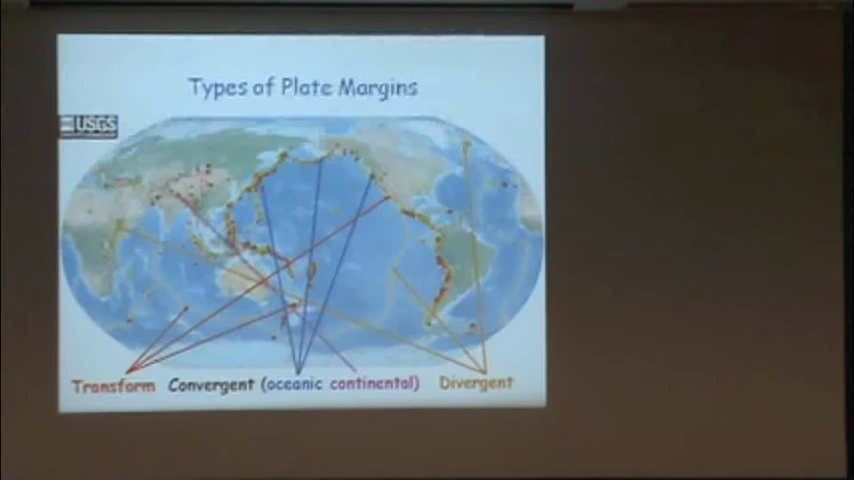 Types of Plate Margins
USGS
Transform Convergent (oceanic continental) Divergent